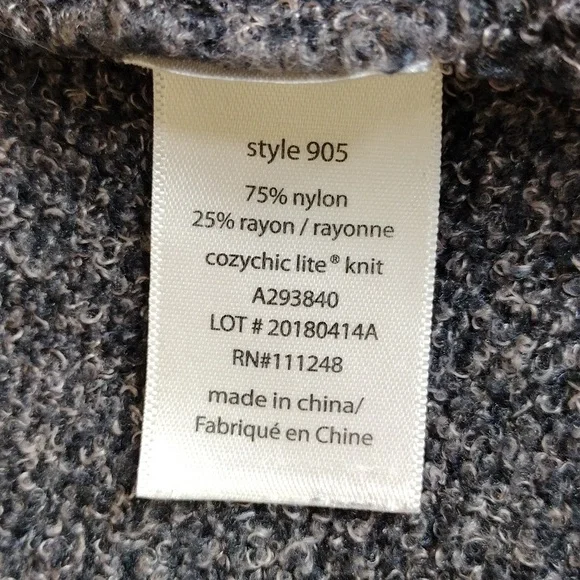 style 905
75% nylon
25% rayon / rayonne
cozychic lite® knit
A293840
LOT # 20180414A
RN#111248
made in china/
Fabriqué en Chine